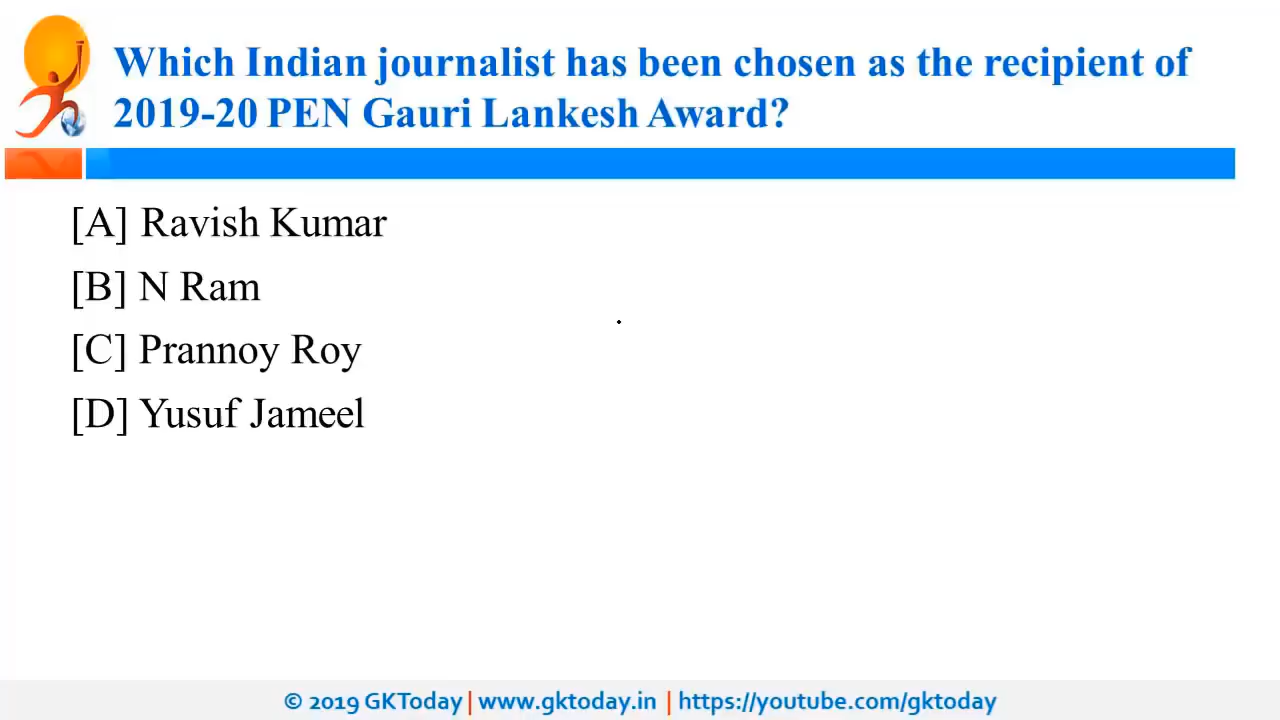 Which Indian journalist has been chosen as the recipient of
2019-20 PEN Gauri Lankesh Award?
[A] Ravish Kumar
[B] N Ram
[C] Prannoy Roy
[D] Yusuf Jameel
© 2019 GKToday | www.gktoday.in | https://youtube.com/gktoday